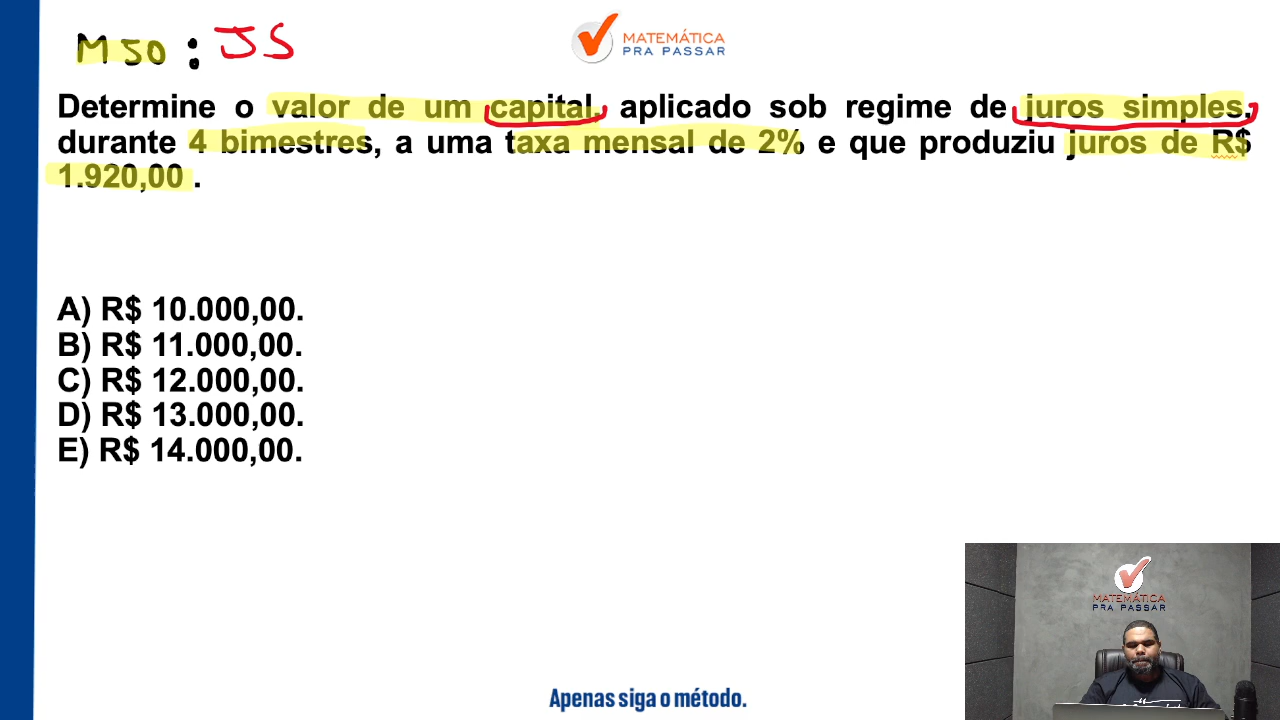 M50 : JS
MATEMÁTICA
PRA PASSAR
Determine o valor de um capital, aplicado sob regime de juros simples,
durante 4 bimestres, a uma taxa mensal de 2% e que produziu juros de R$
1.920,00 .
A) R$ 10.000,00.
B) R$ 11.000,00.
C) R$ 12.000,00.
D) R$ 13.000,00.
E) R$ 14.000,00.
MATEMÁTICA
PRA PASSAR
Apenas siga o método.